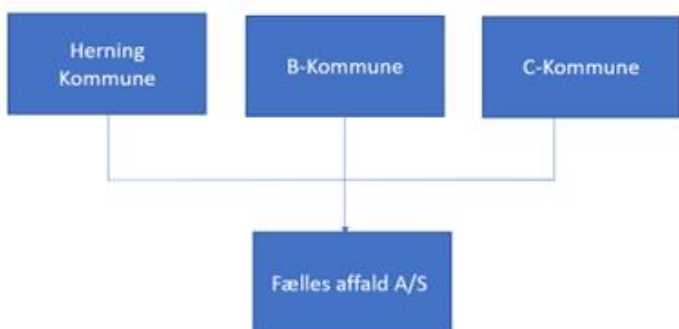 Herning
Kommune
B-Kommune
C-Kommune
Fælles affald A/S